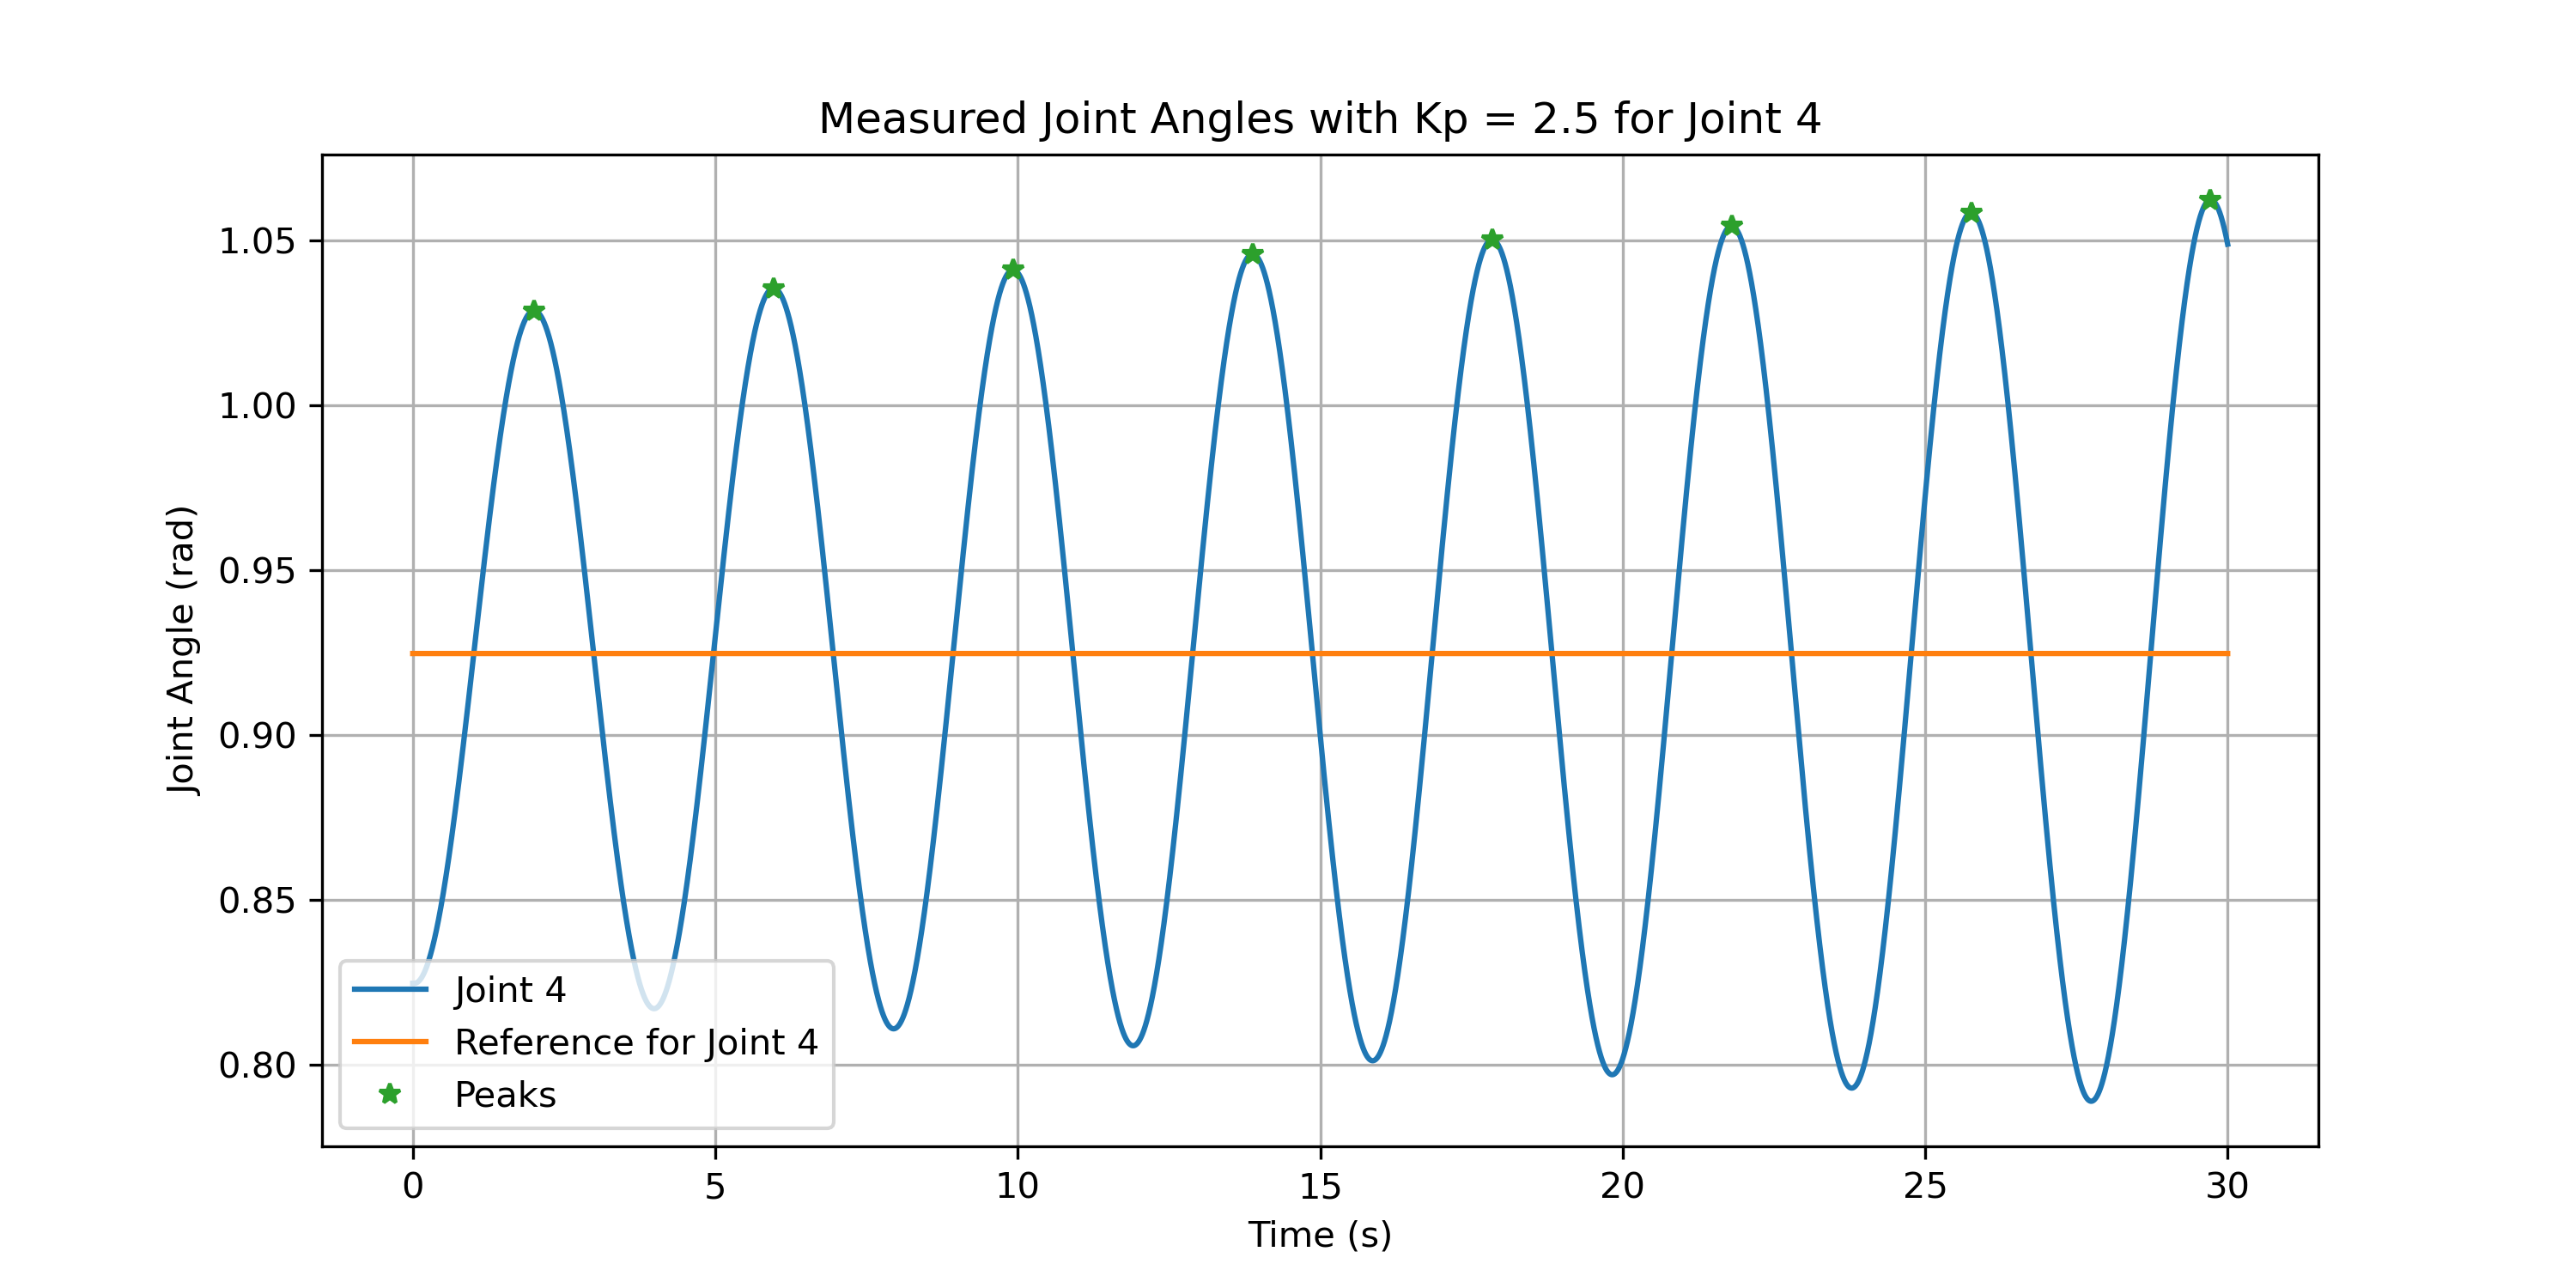 Measured Joint Angles with Kp = 2.5 for Joint 4
Joint Angle (rad)
1.05
1.00
0.95
0.90
0.85
0.80
Joint 4
Reference for Joint 4
Peaks
0 5 10 15 20 25 30
Time (s)